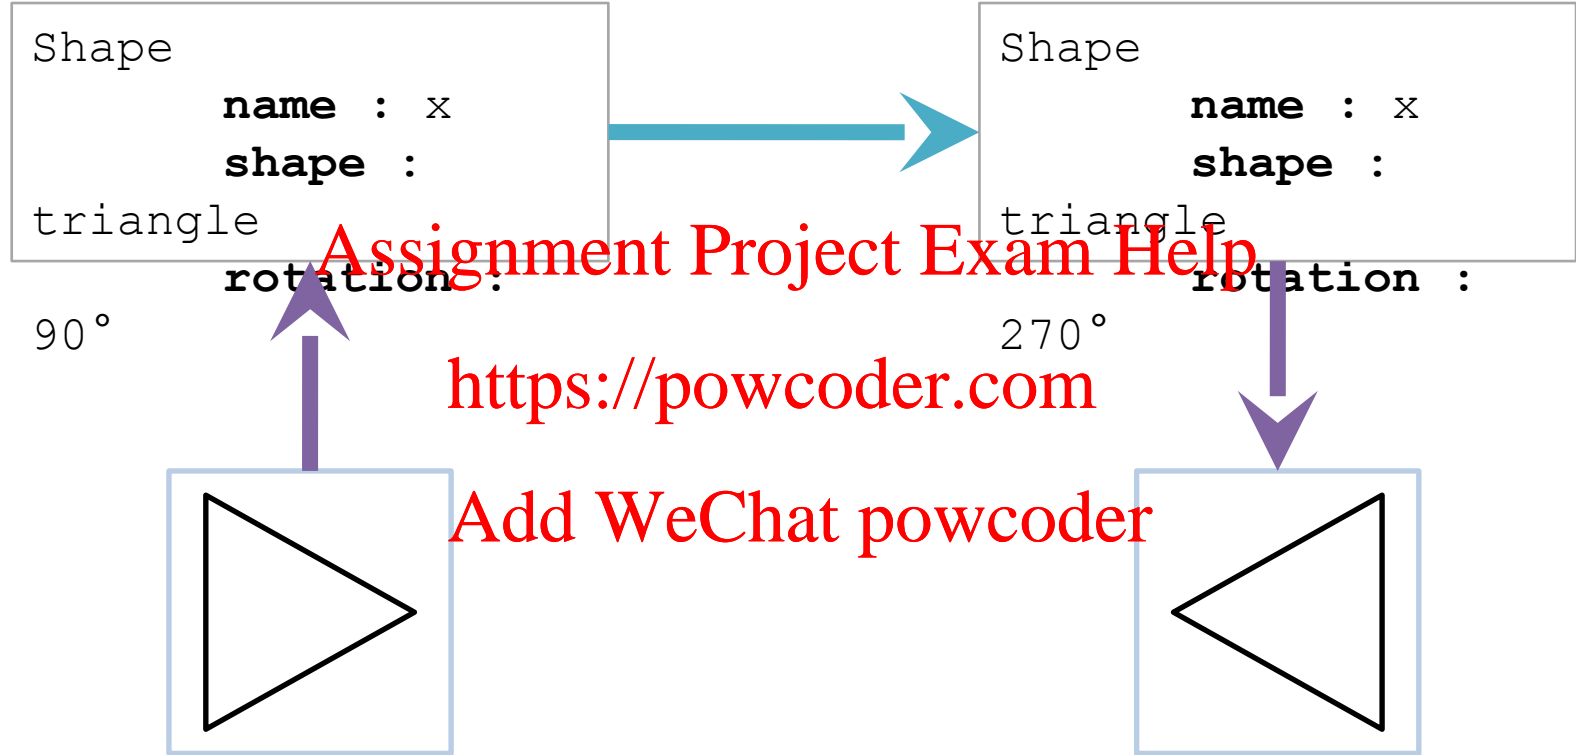 Shape
name : x
shape :
triangle
rotation :
90°
Shape
name : x
shape :
triangle
rotation :
270°
Assignment Project Exam Help
https://powcoder.com
Add WeChat powcoder